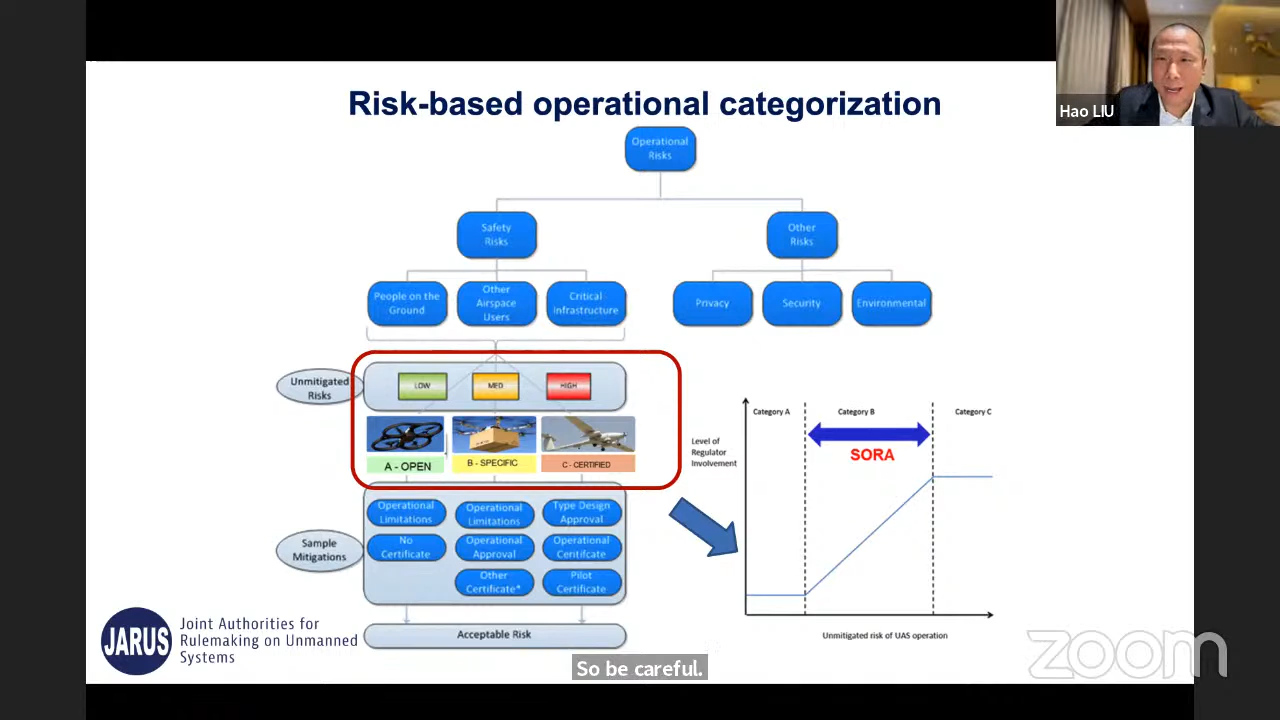 Risk-based operational categorization
Hao LIU
Operational
Risks
Safety
Risks
Other
Risks
People on the
Ground
Other
Airspace
Users
Critical
Infrastructure
Privacy
Security
Environmental
Unmitigated
Risks
LOW
MED
HIGH
A - OPEN
B - SPECIFIC
C - CERTIFIED
Sample
Mitigations
Operational
Limitations
No
Certificate
Operational
Limitations
Operational
Approval
Other
Certificate*
Type Design
Approval
Operational
Certifcate
Pilot
Certificate
Acceptable Risk
Level of
Regulator
Involvement
Category A
Category B
Category C
SORA
Unmitigated risk of UAS operation
JARUS
Joint Authorities for
Rulemaking on Unmanned
Systems
So be careful.
zoom